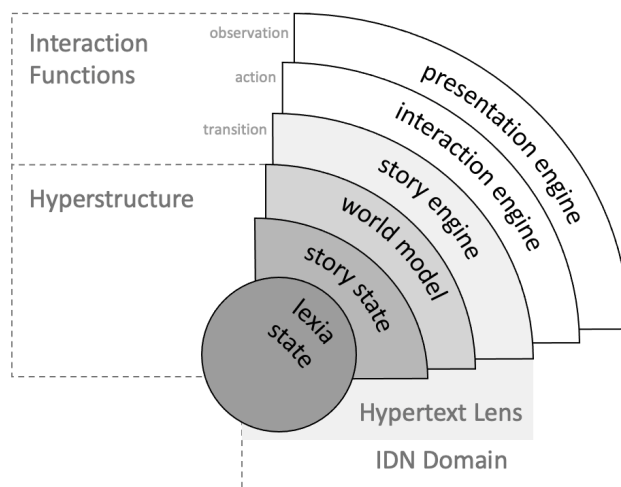 Interaction
Functions
observation
action
transition
Hyperstructure
presentation engine
interaction engine
story engine
world model
story state
lexia
state
Hypertext Lens
IDN Domain